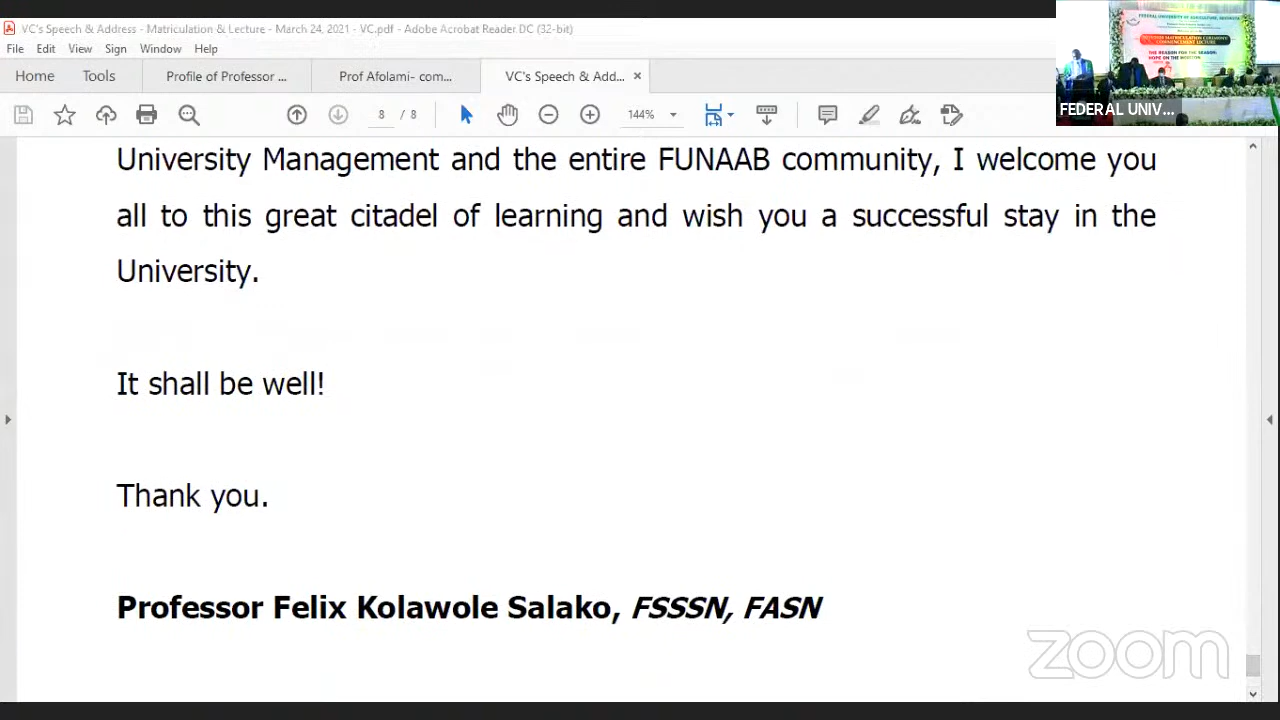 VC's Speech & Address - Matriculation & Lecture - March 24, 2021 - VC.pdf - Adobe Acrobat Reader DC (32-bit)
File Edit View Sign Window Help
Home Tools Profile of Professor ... Prof Afolami- com... VC's Speech & Add... ×
8 / 8 144%
FEDERAL UNIV...
University Management and the entire FUNAAB community, I welcome you
all to this great citadel of learning and wish you a successful stay in the
University.
It shall be well!
Thank you.
Professor Felix Kolawole Salako, FSSSN, FASN
zoom